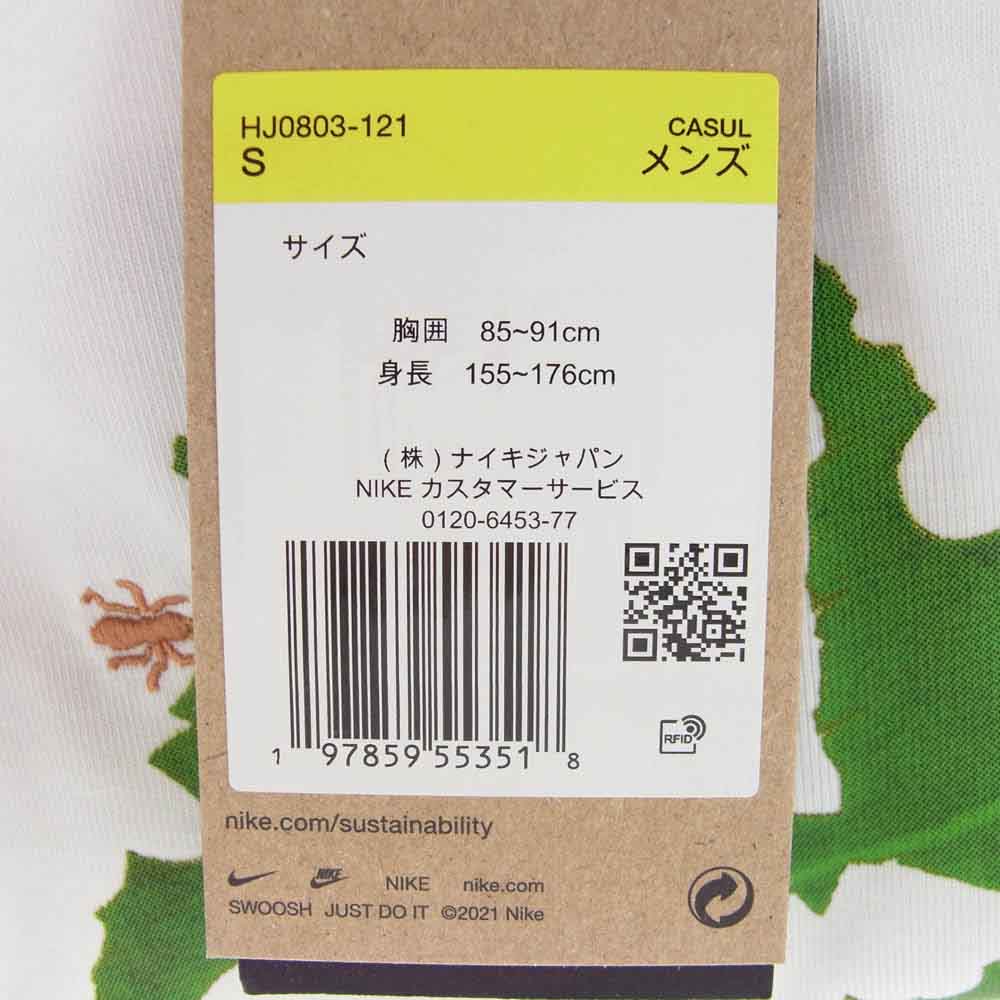 HJ0803-121
S
CASUL
メンズ
サイズ
胸囲 85~91cm
身長 155~176cm
(株)ナイキジャパン
NIKE カスタマーサービス
0120-6453-77
1 97859 55351 8
RFID
nike.com/sustainability
NIKE NIKE nike.com
SWOOSH JUST DO IT ©2021 Nike